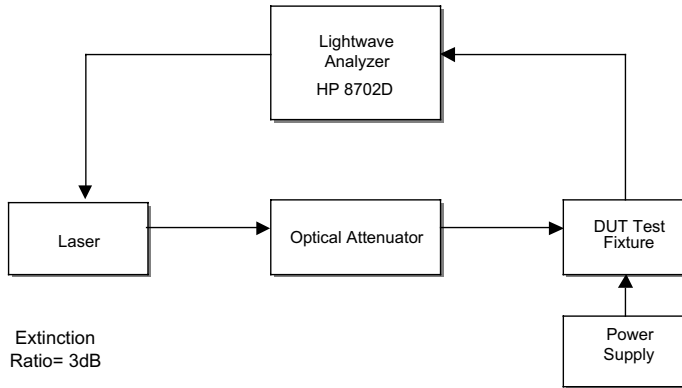 Lightwave
Analyzer
HP 8702D
Laser
Optical Attenuator
DUT Test
Fixture
Extinction
Ratio= 3dB
Power
Supply